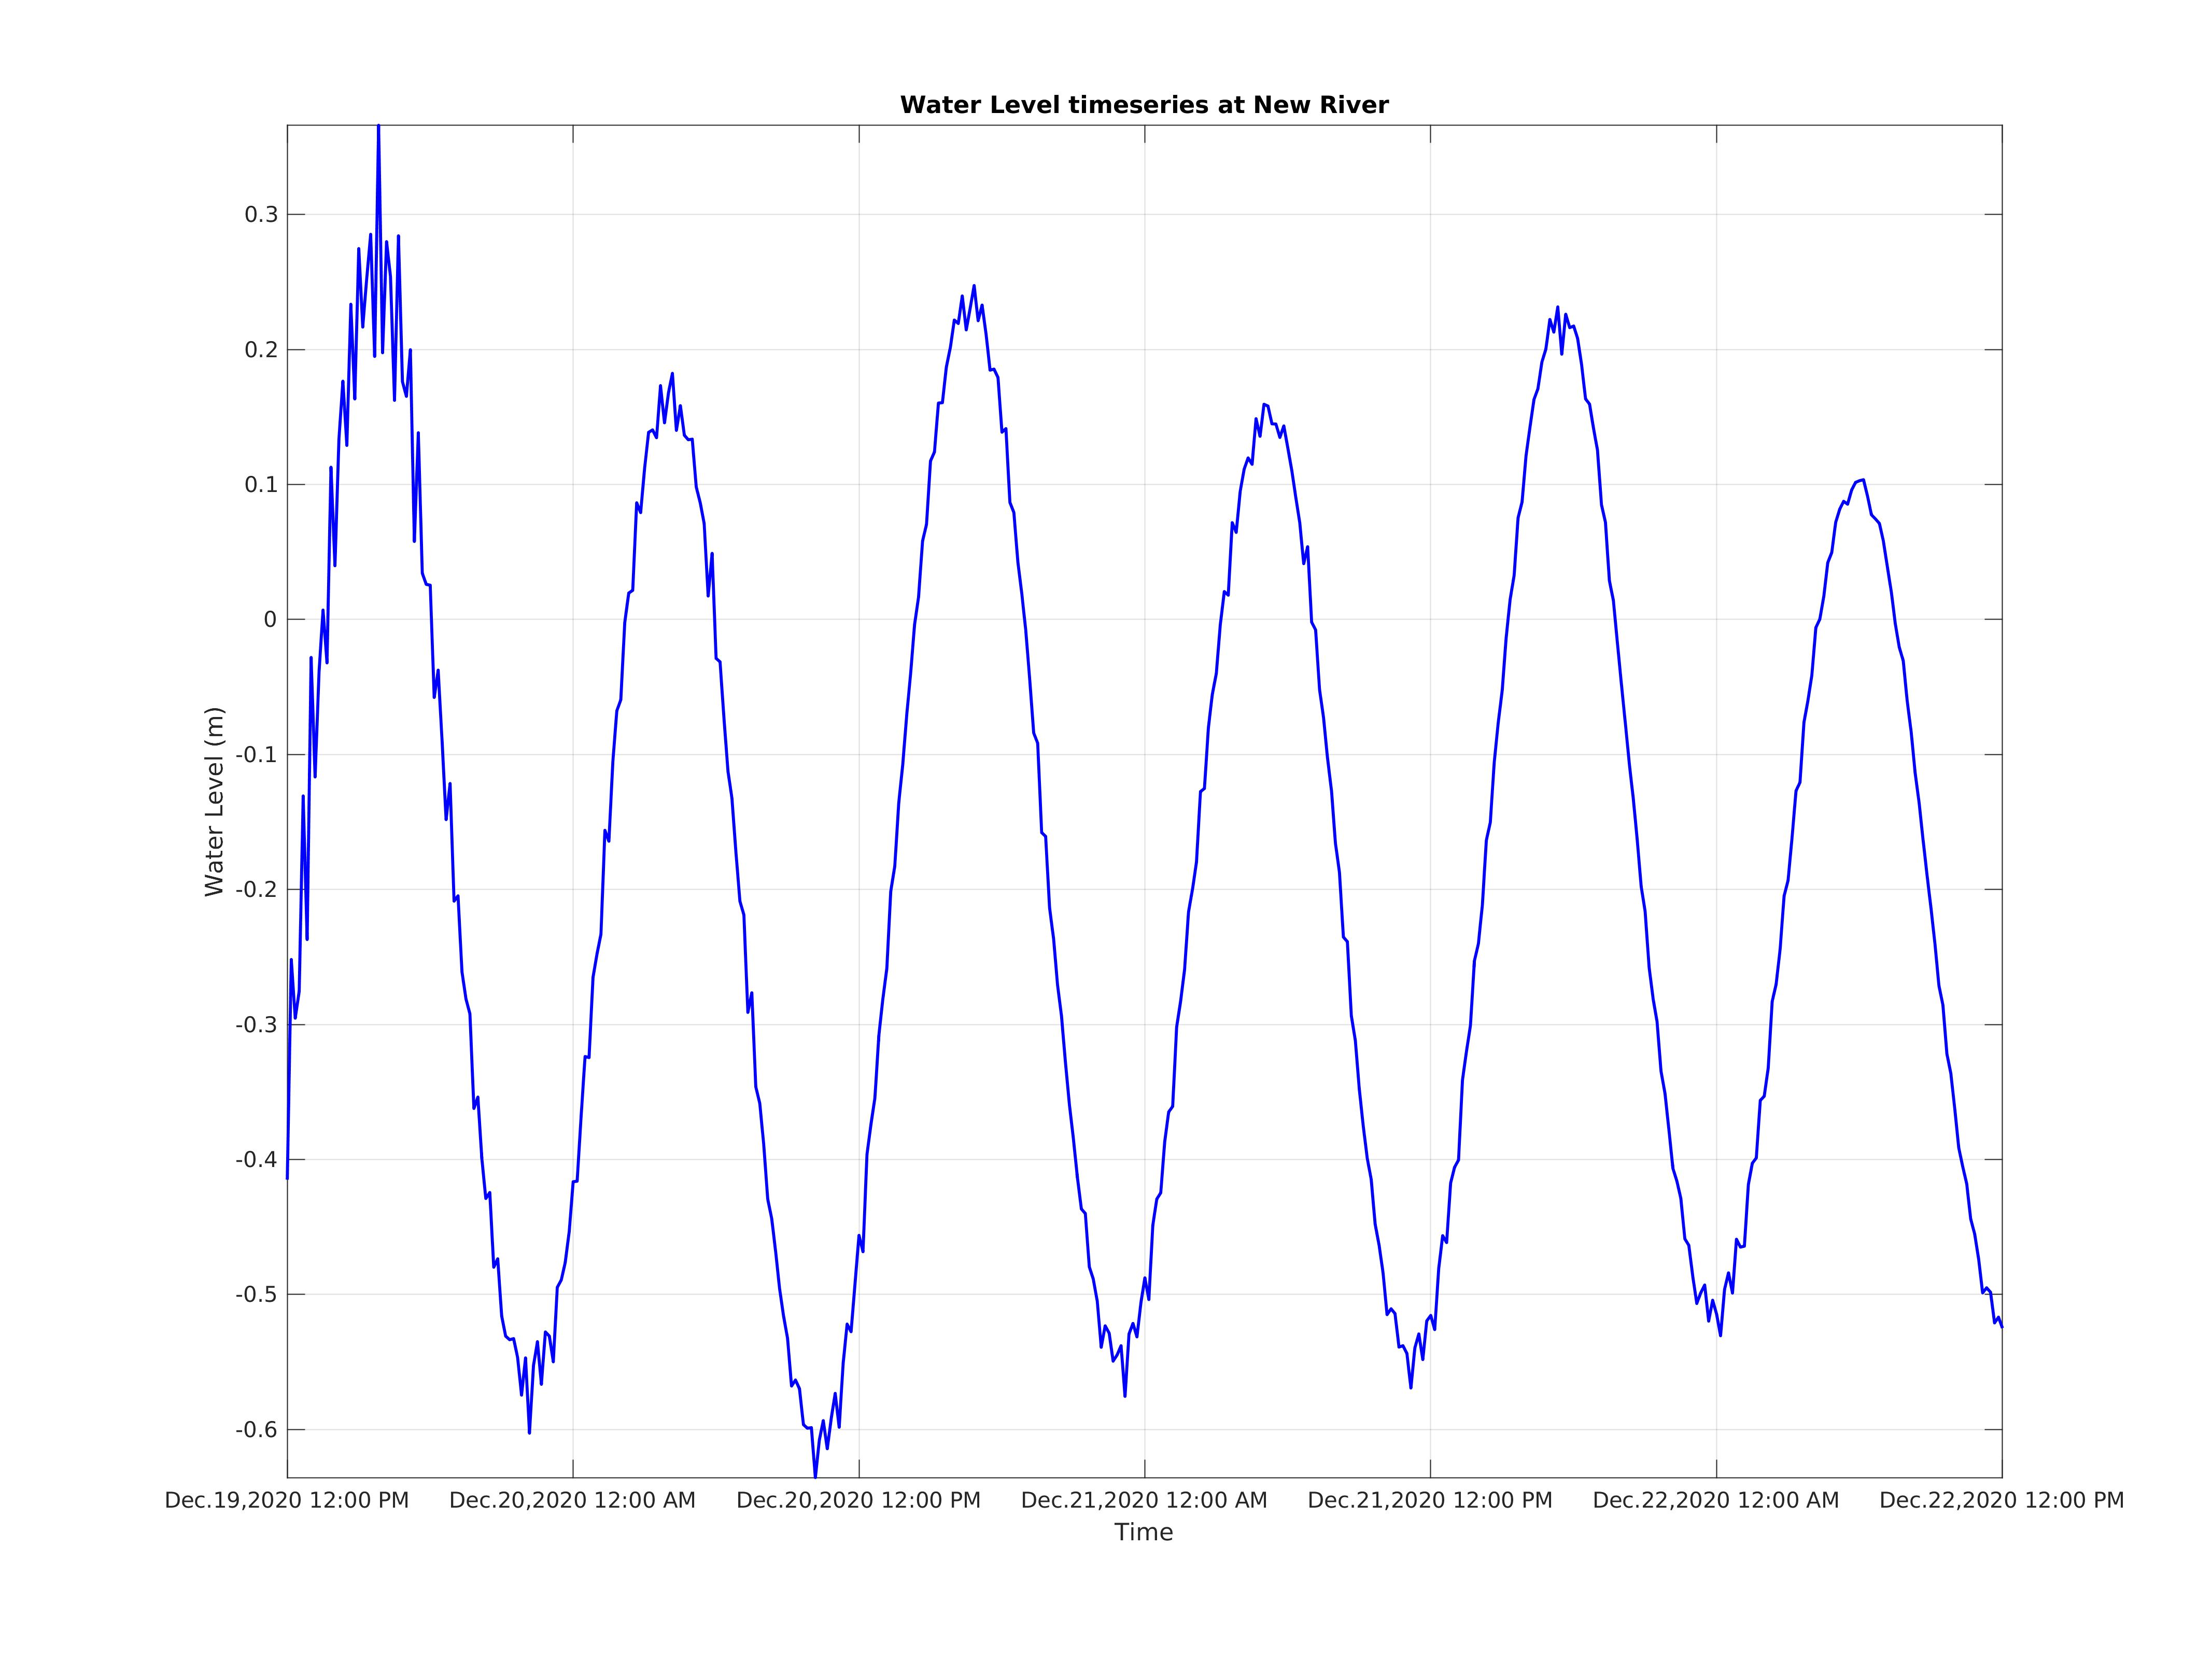 Water Level timeseries at New River
0.3
0.2
0.1
0
-0.1
-0.2
-0.3
-0.4
-0.5
-0.6
Water Level (m)
Dec.19,2020 12:00 PM
Dec.20,2020 12:00 AM
Dec.20,2020 12:00 PM
Dec.21,2020 12:00 AM
Dec.21,2020 12:00 PM
Dec.22,2020 12:00 AM
Dec.22,2020 12:00 PM
Time